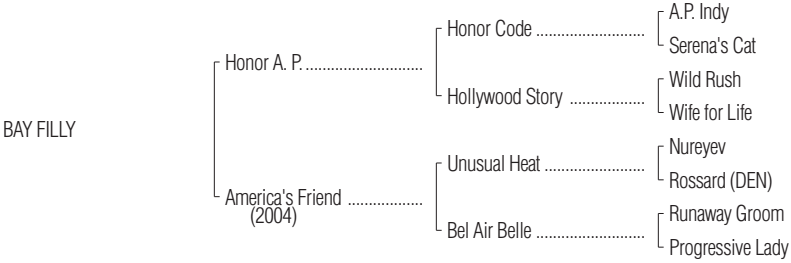 A.P. Indy
Honor Code ..........................
Serena's Cat
Honor A. P. ............................
Wild Rush
Hollywood Story ..................
Wife for Life
BAY FILLY
Nureyev
Unusual Heat ........................
Rossard (DEN)
America's Friend ..................
(2004)
Runaway Groom
Bel Air Belle ..........................
Progressive Lady